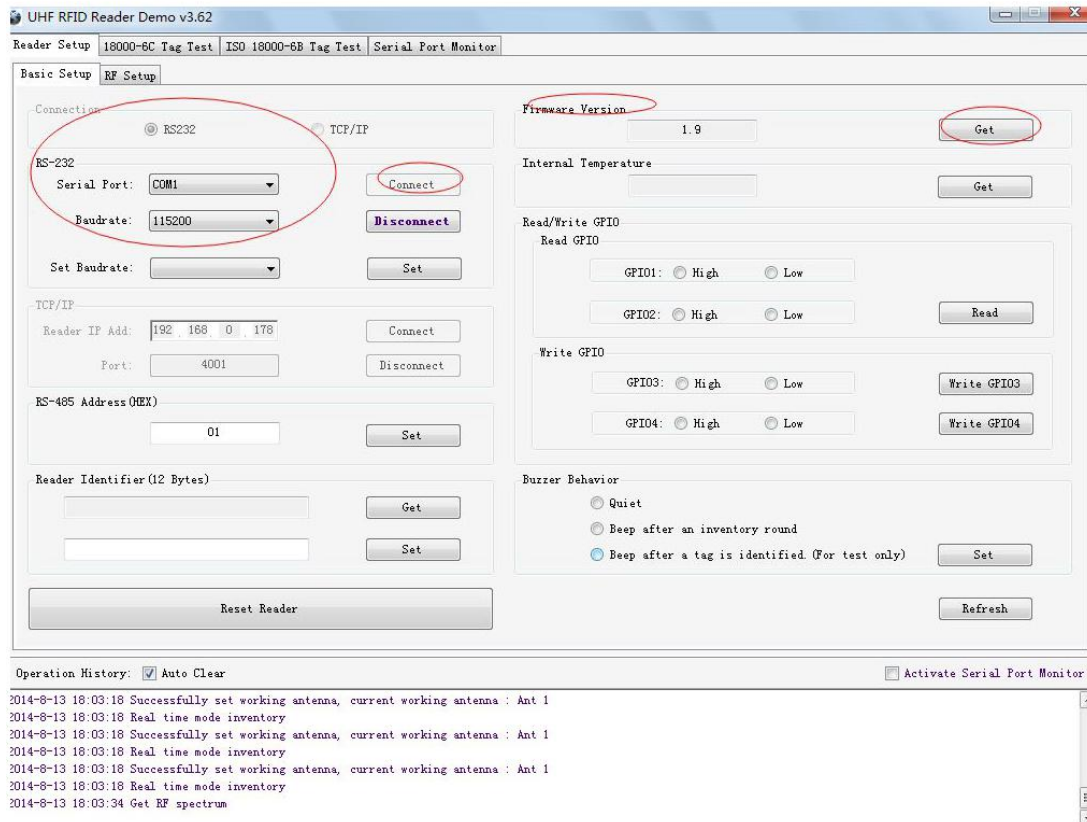 UHF RFID Reader Demo v3.62
Reader Setup 18000-6C Tag Test ISO 18000-6B Tag Test Serial Port Monitor
Basic Setup RF Setup
Connection
RS232 TCP/IP
RS-232
Serial Port: COM1 Connect
Baudrate: 115200 Disconnect
Set Baudrate: Set
TCP/IP
Reader IP Add: 192 . 168 . 0 . 178 Connect
Port: 4001 Disconnect
RS-485 Address(HEX)
01 Set
Reader Identifier(12 Bytes)
Get
Set
Reset Reader
Firmware Version
1.9 Get
Internal Temperature
Get
Read/Write GPIO
Read GPIO
GPIO1: High Low
GPIO2: High Low Read
Write GPIO
GPIO3: High Low Write GPIO3
GPIO4: High Low Write GPIO4
Buzzer Behavior
Quiet
Beep after an inventory round
Beep after a tag is identified.(For test only) Set
Refresh
Operation History: Auto Clear Activate Serial Port Monitor
2014-8-13 18:03:18 Successfully set working antenna, current working antenna : Ant 1
2014-8-13 18:03:18 Real time mode inventory
2014-8-13 18:03:18 Successfully set working antenna, current working antenna : Ant 1
2014-8-13 18:03:18 Real time mode inventory
2014-8-13 18:03:18 Successfully set working antenna, current working antenna : Ant 1
2014-8-13 18:03:18 Real time mode inventory
2014-8-13 18:03:34 Get RF spectrum